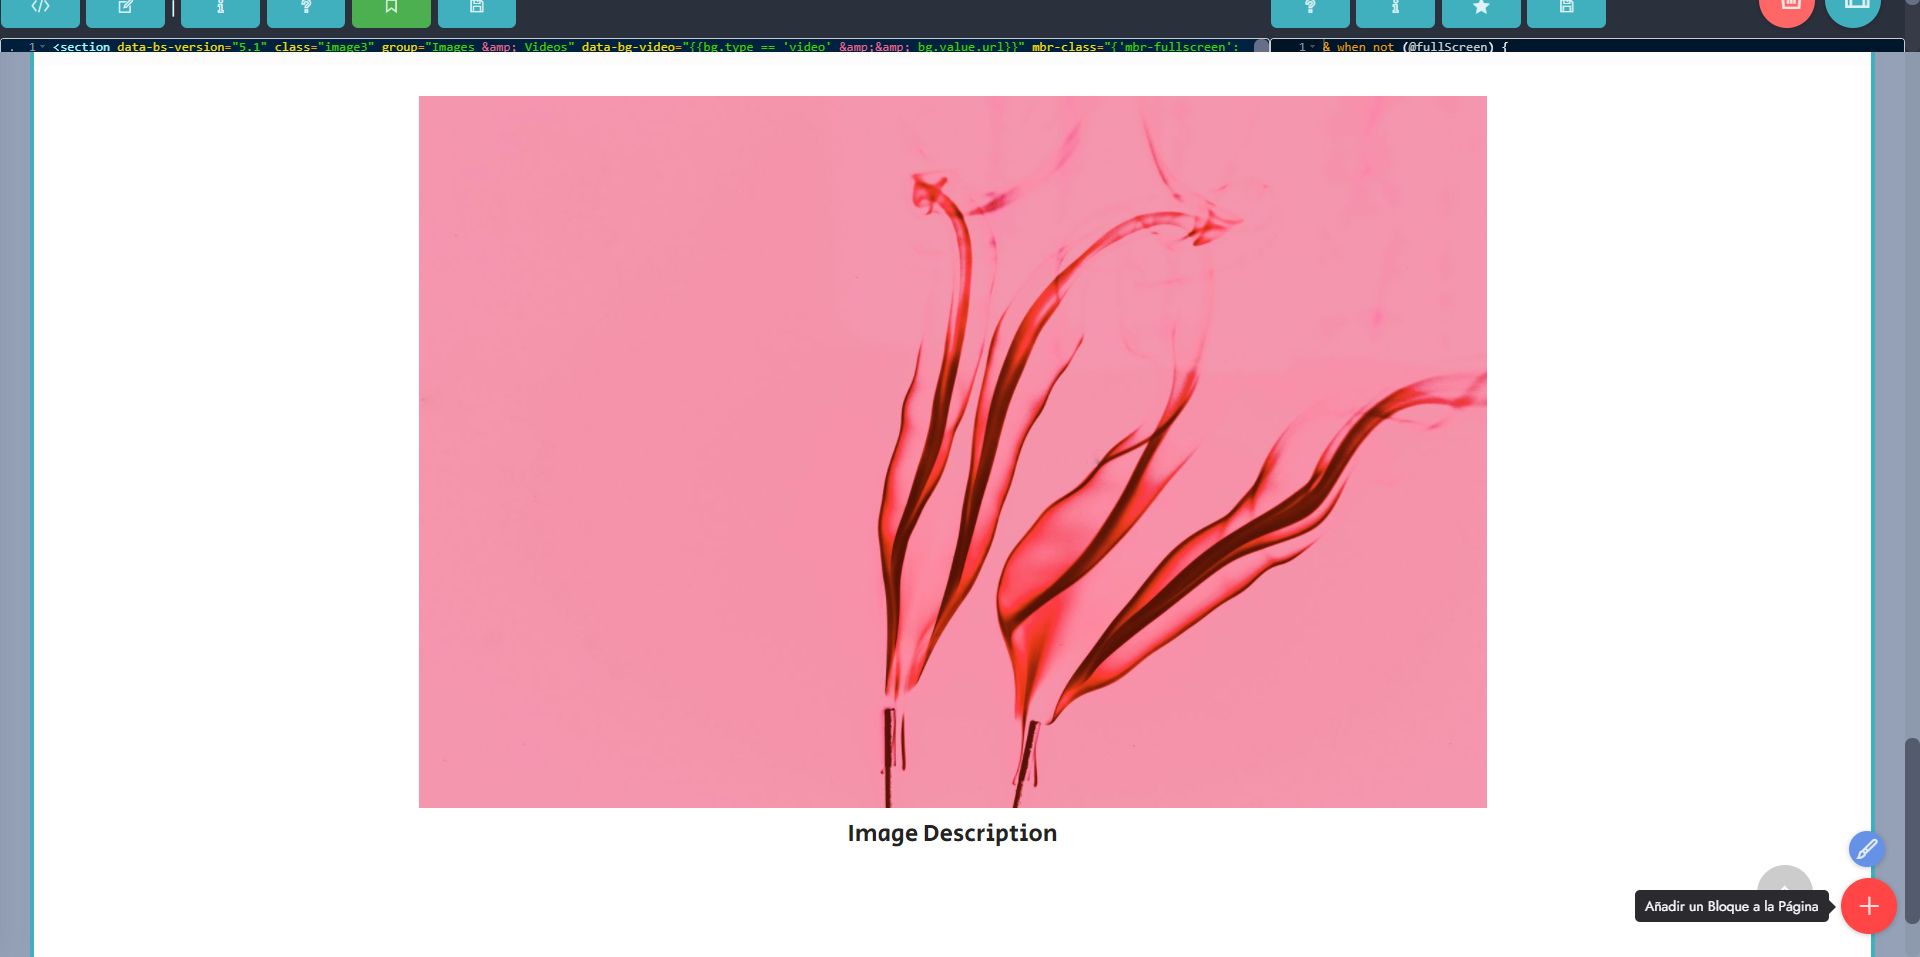 1 <section data-bs-version="5.1" class="image3" group="Images &amp; Videos" data-bg-video="{{bg.type == 'video' &amp;&amp; bg.value.url}}" mbr-class="{'mbr-fullscreen':
1 & when not (@fullScreen) {
Image Description
Añadir un Bloque a la Página